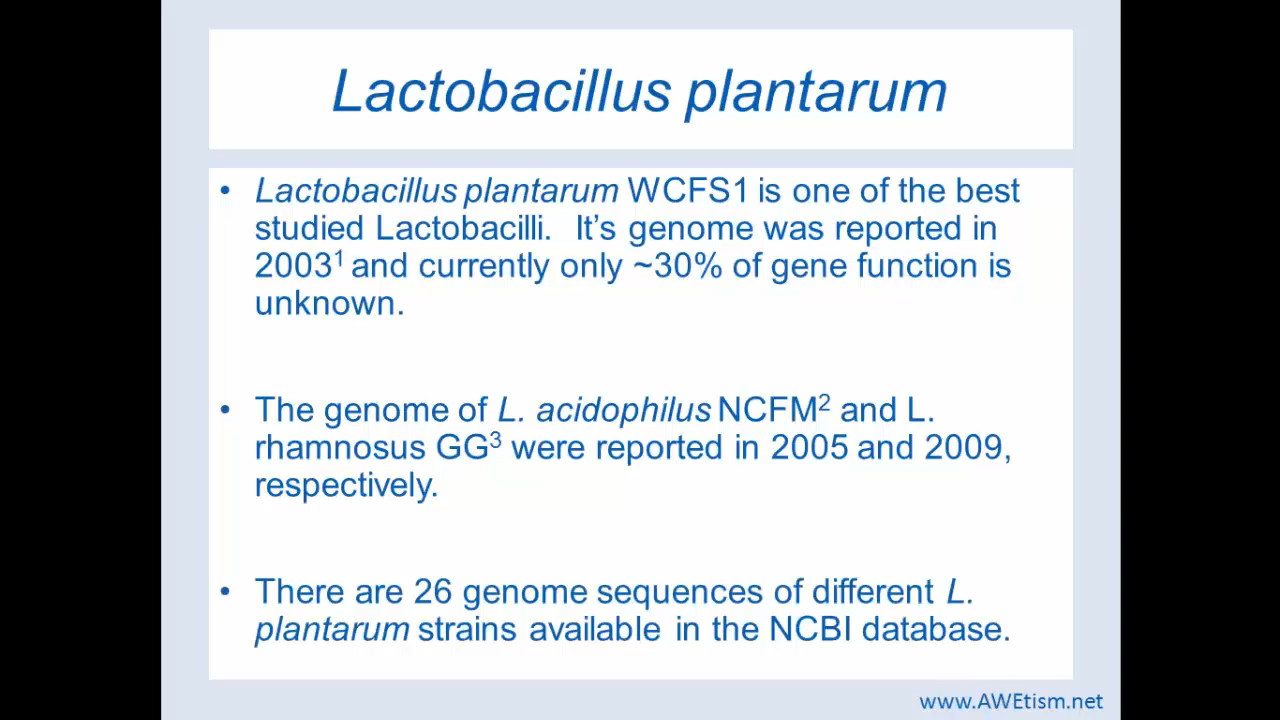 Lactobacillus plantarum
• Lactobacillus plantarum WCFS1 is one of the best
studied Lactobacilli. It’s genome was reported in
2003¹ and currently only ~30% of gene function is
unknown.
• The genome of L. acidophilus NCFM² and L.
rhamnosus GG³ were reported in 2005 and 2009,
respectively.
• There are 26 genome sequences of different L.
plantarum strains available in the NCBI database.
www.AWEtism.net